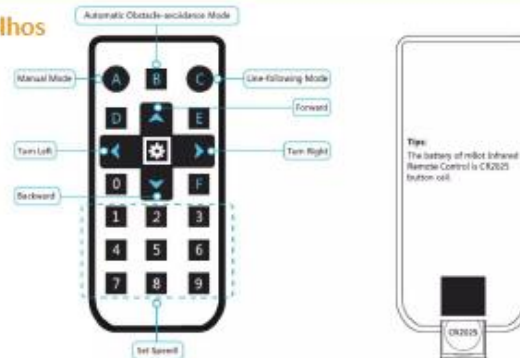 lhos
Automatic Obstacle-avoidance Mode
Manual Mode
A
B
C
Line-following Mode
D
E
Forward
Turn Left
Turn Right
0
F
Backward
1 2 3
4 5 6
7 8 9
Set Speed
Tips:
The battery of mBot Infrared
Remote Control is CR2025
button cell.
CR2025